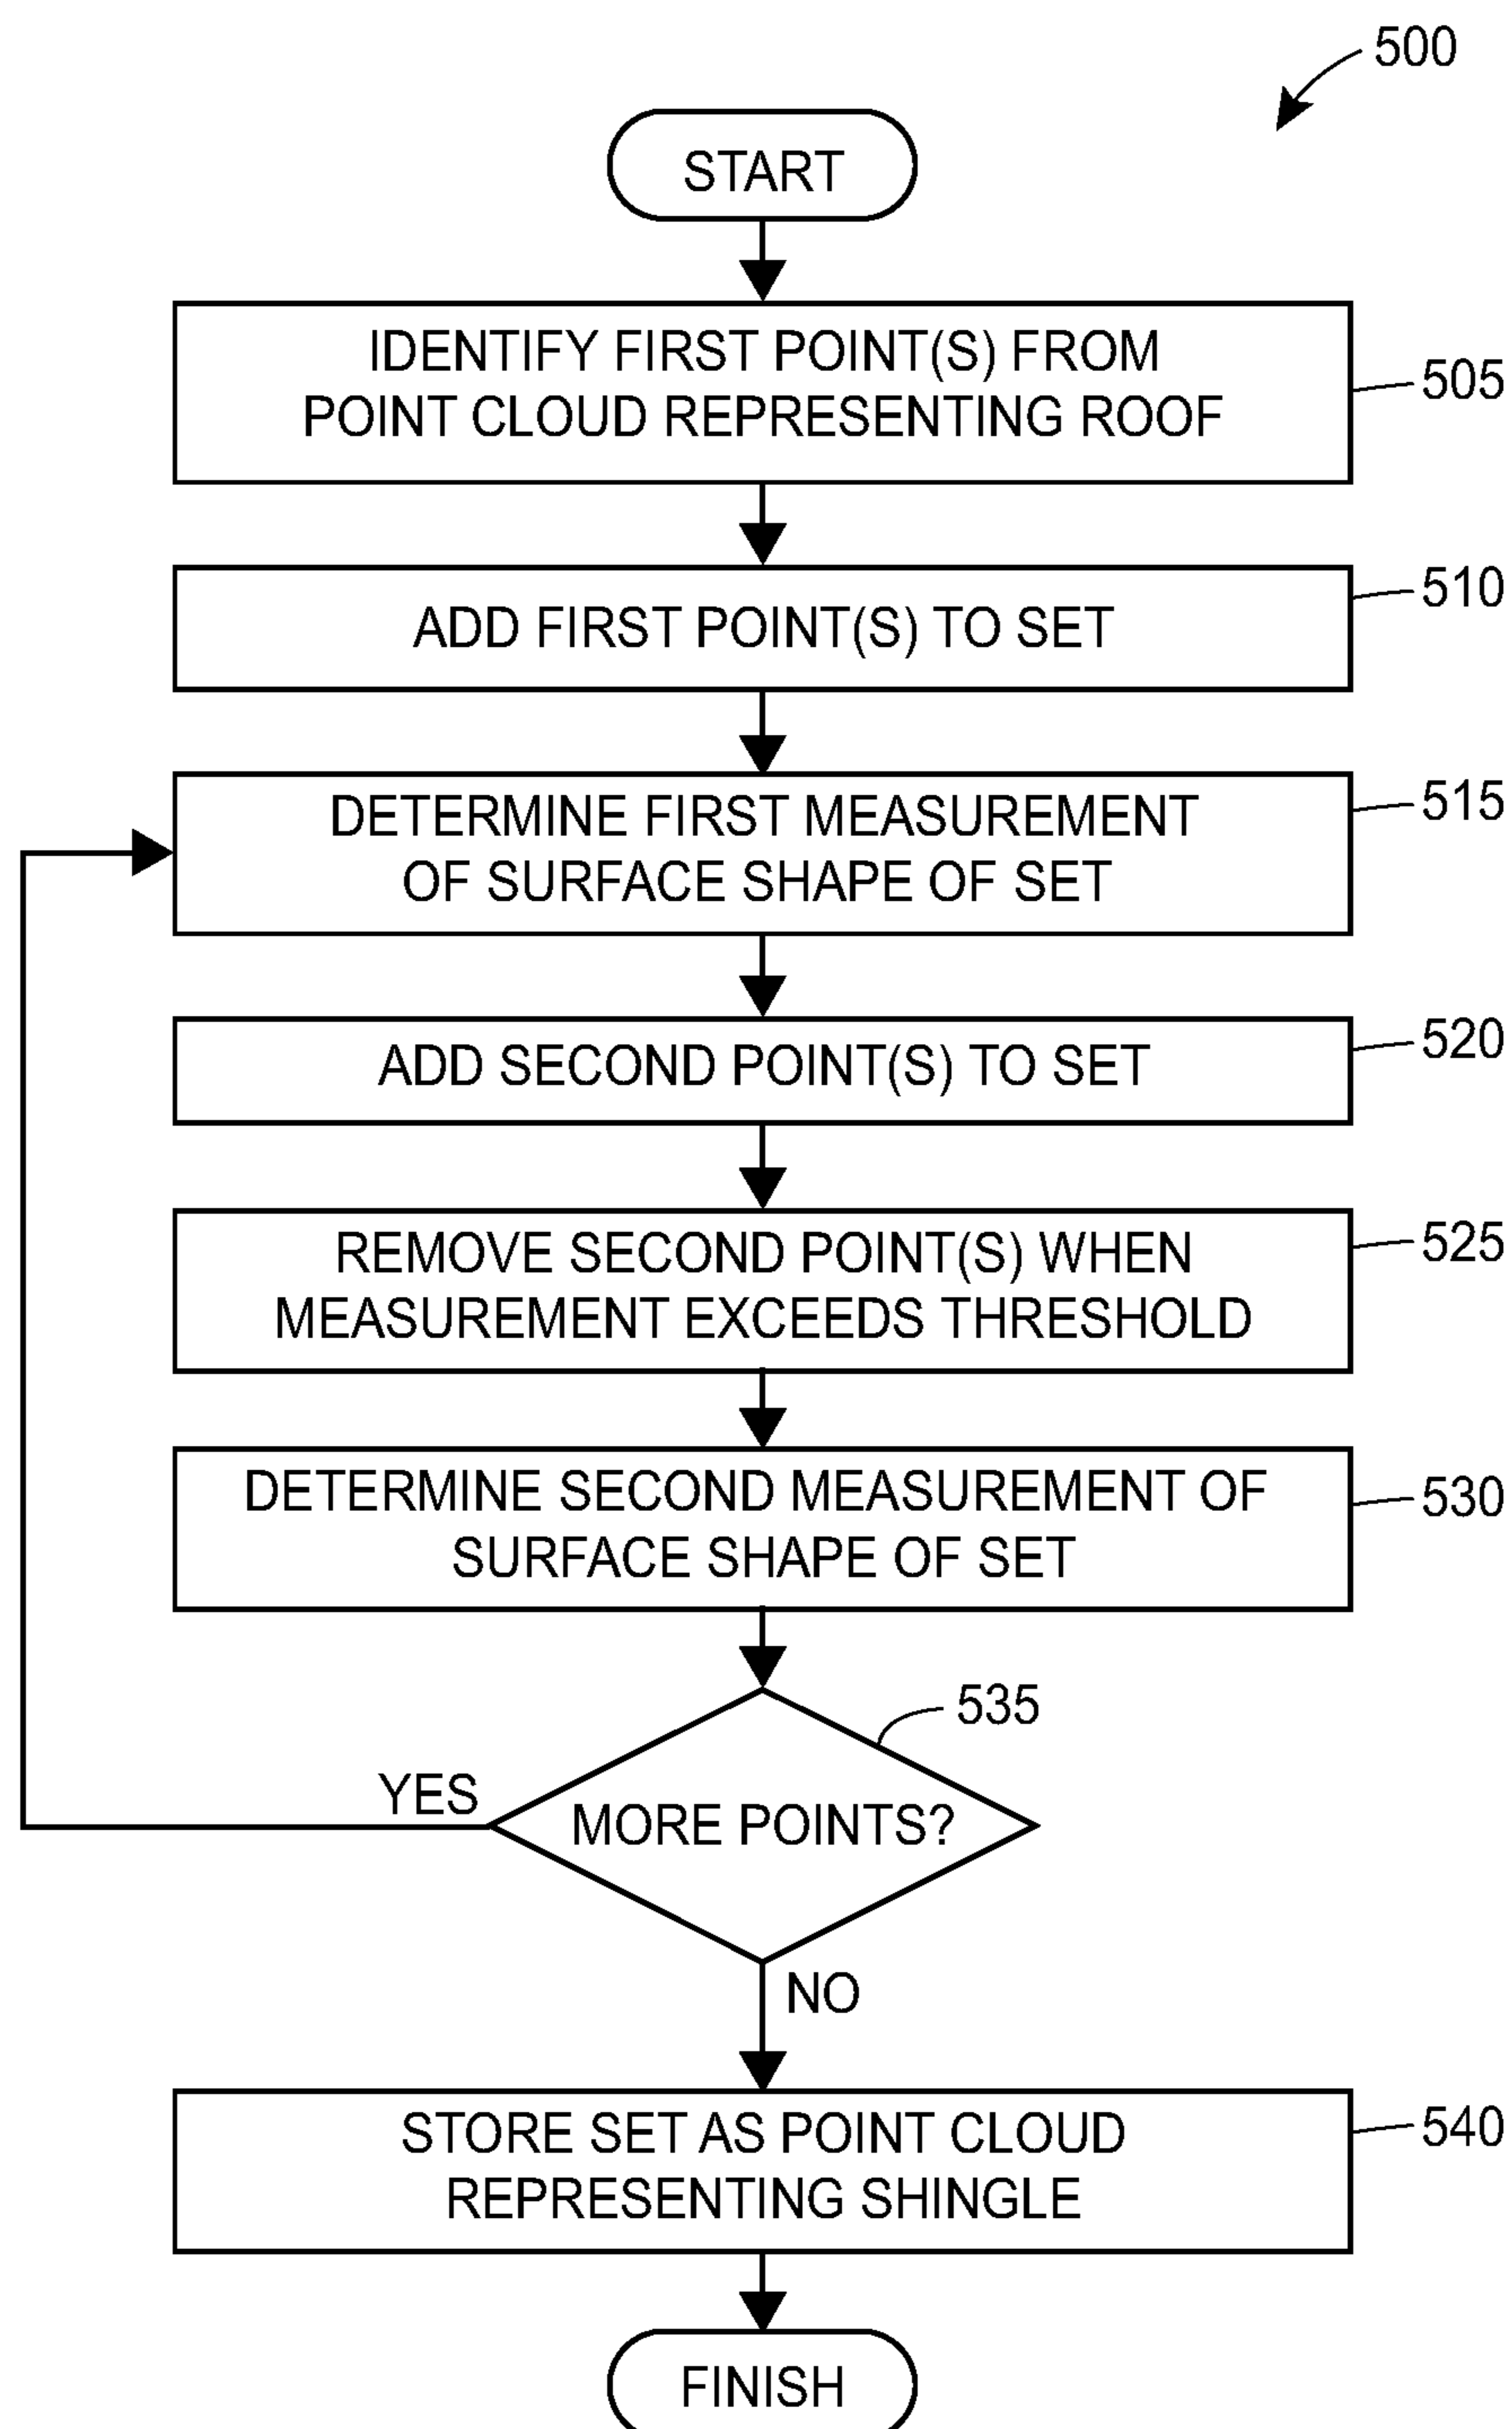 500
START
IDENTIFY FIRST POINT(S) FROM
POINT CLOUD REPRESENTING ROOF
505
ADD FIRST POINT(S) TO SET
510
DETERMINE FIRST MEASUREMENT
OF SURFACE SHAPE OF SET
515
ADD SECOND POINT(S) TO SET
520
REMOVE SECOND POINT(S) WHEN
MEASUREMENT EXCEEDS THRESHOLD
525
DETERMINE SECOND MEASUREMENT OF
SURFACE SHAPE OF SET
530
535
YES
MORE POINTS?
NO
STORE SET AS POINT CLOUD
REPRESENTING SHINGLE
540
FINISH